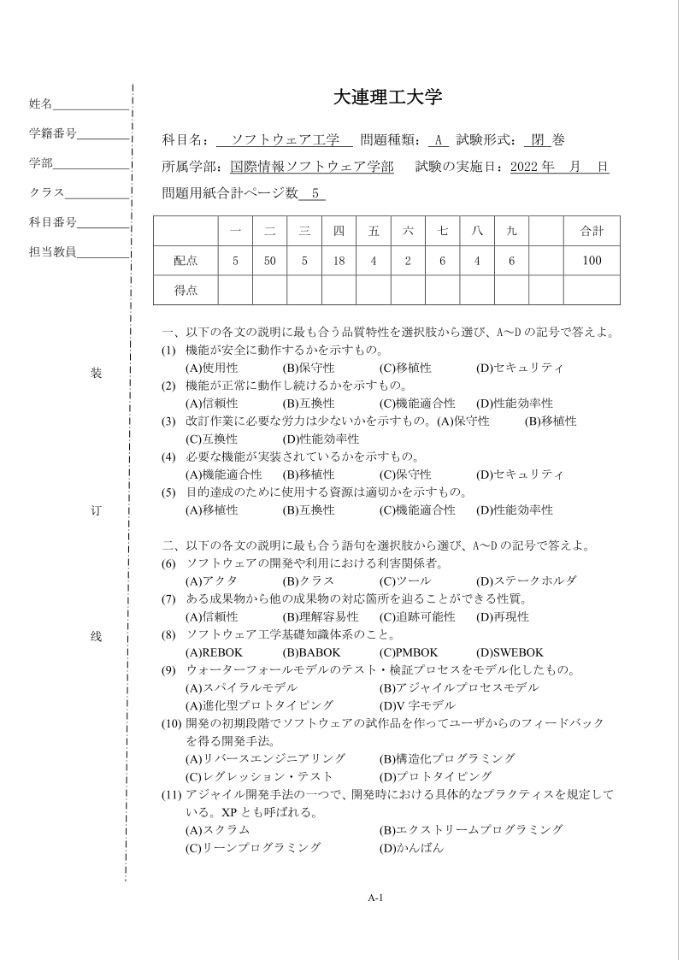 大連理工大学
姓名
学籍番号
学部
クラス
科目番号
担当教員
科目名： ソフトウェア工学 問題種類： A 試験形式： 閉 巻
所属学部：国際情報ソフトウェア学部 試験の実施日：2022 年 月 日
問題用紙合計ページ数 5
一 二 三 四 五 六 七 八 九 合計
配点 5 50 5 18 4 2 6 4 6 100
得点
装
订
线
一、以下の各文の説明に最も合う品質特性を選択肢から選び、A～D の記号で答えよ。
(1) 機能が安全に動作するかを示すもの。
(A)使用性 (B)保守性 (C)移植性 (D)セキュリティ
(2) 機能が正常に動作し続けるかを示すもの。
(A)信頼性 (B)互換性 (C)機能適合性 (D)性能効率性
(3) 改訂作業に必要な労力は少ないかを示すもの。(A)保守性 (B)移植性
(C)互換性 (D)性能効率性
(4) 必要な機能が実装されているかを示すもの。
(A)機能適合性 (B)移植性 (C)保守性 (D)セキュリティ
(5) 目的達成のために使用する資源は適切かを示すもの。
(A)移植性 (B)互換性 (C)機能適合性 (D)性能効率性
二、以下の各文の説明に最も合う語句を選択肢から選び、A～D の記号で答えよ。
(6) ソフトウェアの開発や利用における利害関係者。
(A)アクタ (B)クラス (C)ツール (D)ステークホルダ
(7) ある成果物から他の成果物の対応箇所を辿ることができる性質。
(A)信頼性 (B)理解容易性 (C)追跡可能性 (D)再現性
(8) ソフトウェア工学基礎知識体系のこと。
(A)REBOK (B)BABOK (C)PMBOK (D)SWEBOK
(9) ウォーターフォールモデルのテスト・検証プロセスをモデル化したもの。
(A)スパイラルモデル (B)アジャイルプロセスモデル
(A)進化型プロトタイピング (D)V 字モデル
(10) 開発の初期段階でソフトウェアの試作品を作ってユーザからのフィードバック
を得る開発手法。
(A)リバースエンジニアリング (B)構造化プログラミング
(C)レグレッション・テスト (D)プロトタイピング
(11) アジャイル開発手法の一つで、開発時における具体的なプラクティスを規定して
いる。XP とも呼ばれる。
(A)スクラム (B)エクストリームプログラミング
(C)リーンプログラミング (D)かんばん
A-1